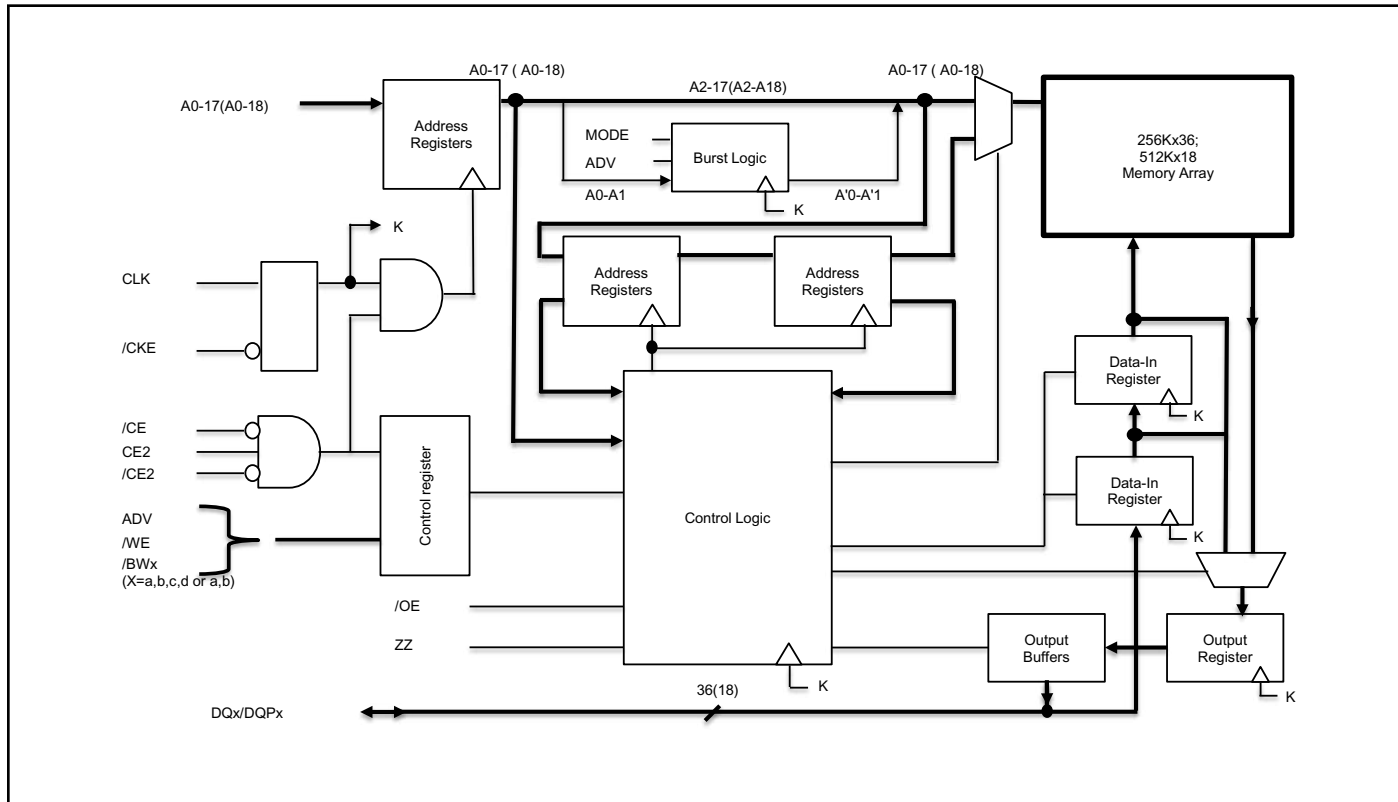 A0-17 ( A0-18)
A2-17(A2-A18)
A0-17 ( A0-18)
A0-17(A0-18)
Address
Registers
MODE
ADV
Burst Logic
A0-A1
A'0-A'1
K
256Kx36;
512Kx18
Memory Array
K
CLK
/CKE
Address
Registers
Address
Registers
Data-In
Register
K
/CE
CE2
/CE2
Control register
Data-In
Register
K
ADV
/WE
/BWx
(X=a,b,c,d or a,b)
Control Logic
/OE
ZZ
K
Output
Buffers
Output
Register
K
36(18)
DQx/DQPx